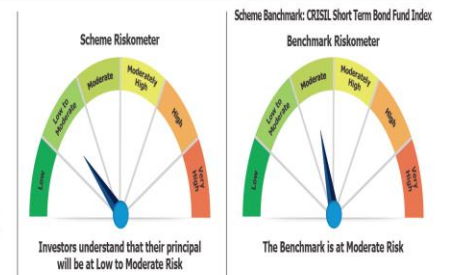 Scheme Riskometer
Low
Low to
Moderate
Moderate
Moderately
High
High
Very
High
Investors understand that their principal
will be at Low to Moderate Risk
Scheme Banchmark: CRISIL Short Term Bond Fund Index
Benchmark Riskometer
Low
Low to
Moderate
Moderate
Moderately
High
High
Very
High
The Benchmark is at Moderate Risk